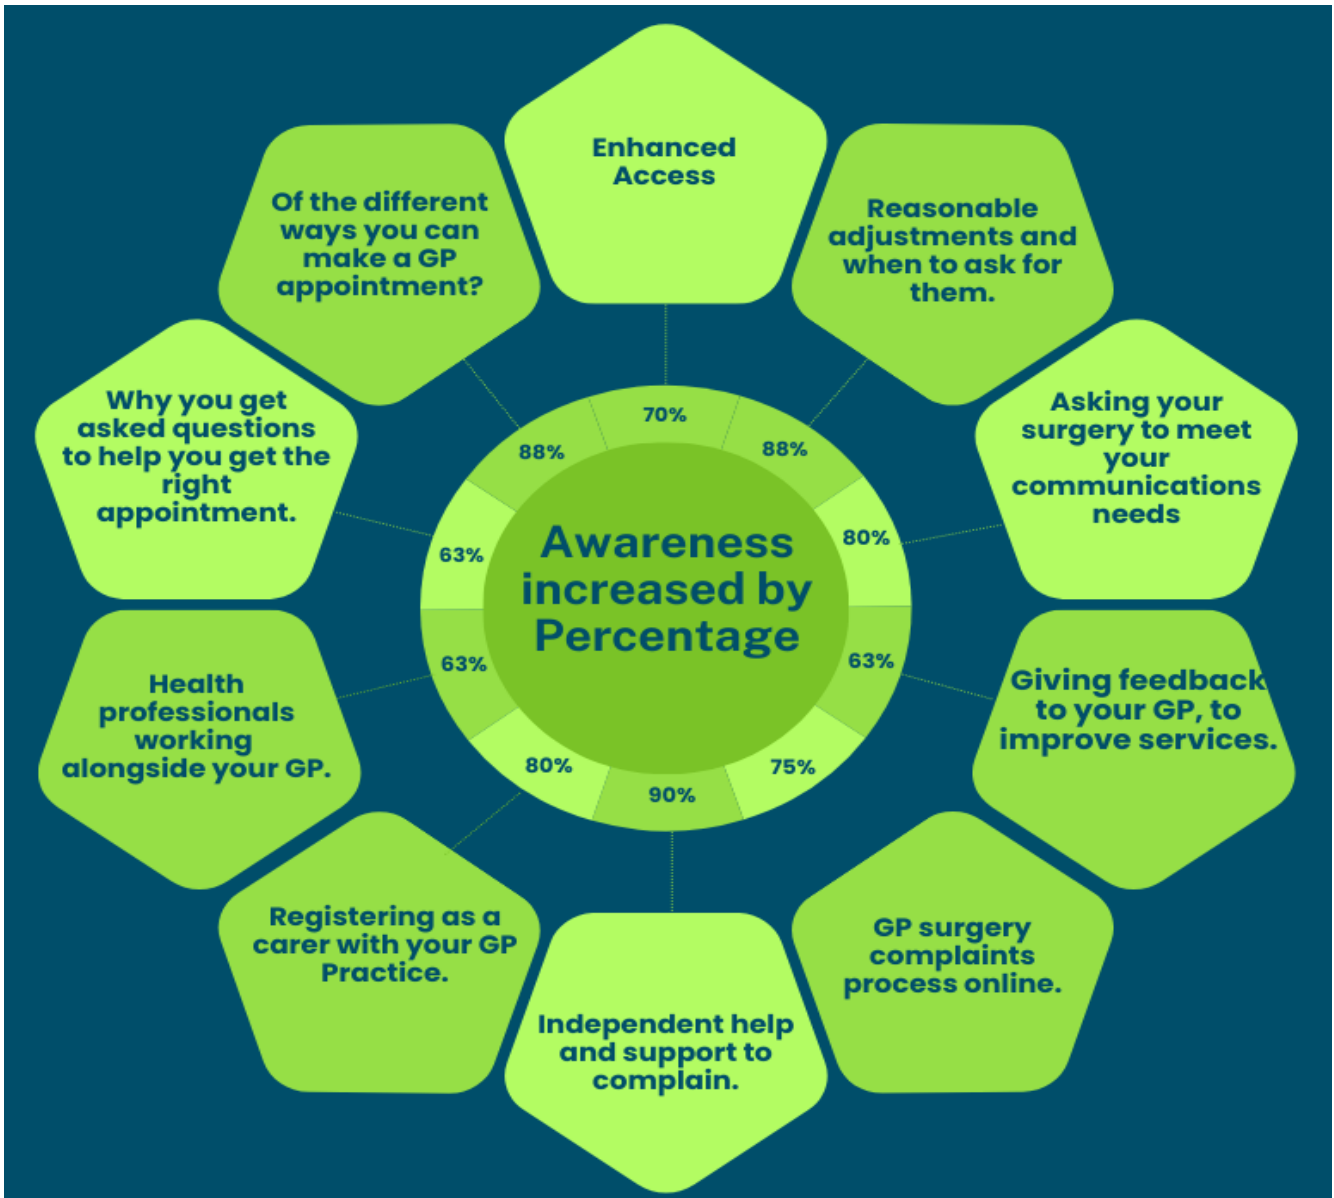 Enhanced
Access
Of the different
ways you can
make a GP
appointment?
Reasonable
adjustments and
when to ask for
them.
Why you get
asked questions
to help you get the
right
appointment.
Asking your
surgery to meet
your
communications
needs
70%
88%
88%
63%
80%
Awareness
increased by
Percentage
63%
63%
80%
75%
90%
Health
professionals
working
alongside your GP.
Giving feedback
to your GP, to
improve services.
Registering as a
carer with your GP
Practice.
GP surgery
complaints
process online.
Independent help
and support to
complain.